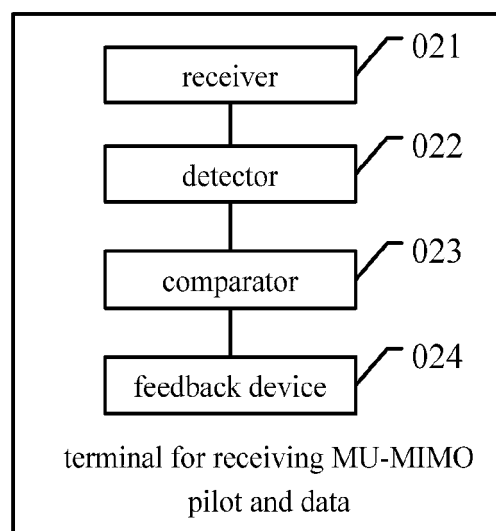 021
receiver
022
detector
023
comparator
024
feedback device
terminal for receiving MU-MIMO
pilot and data